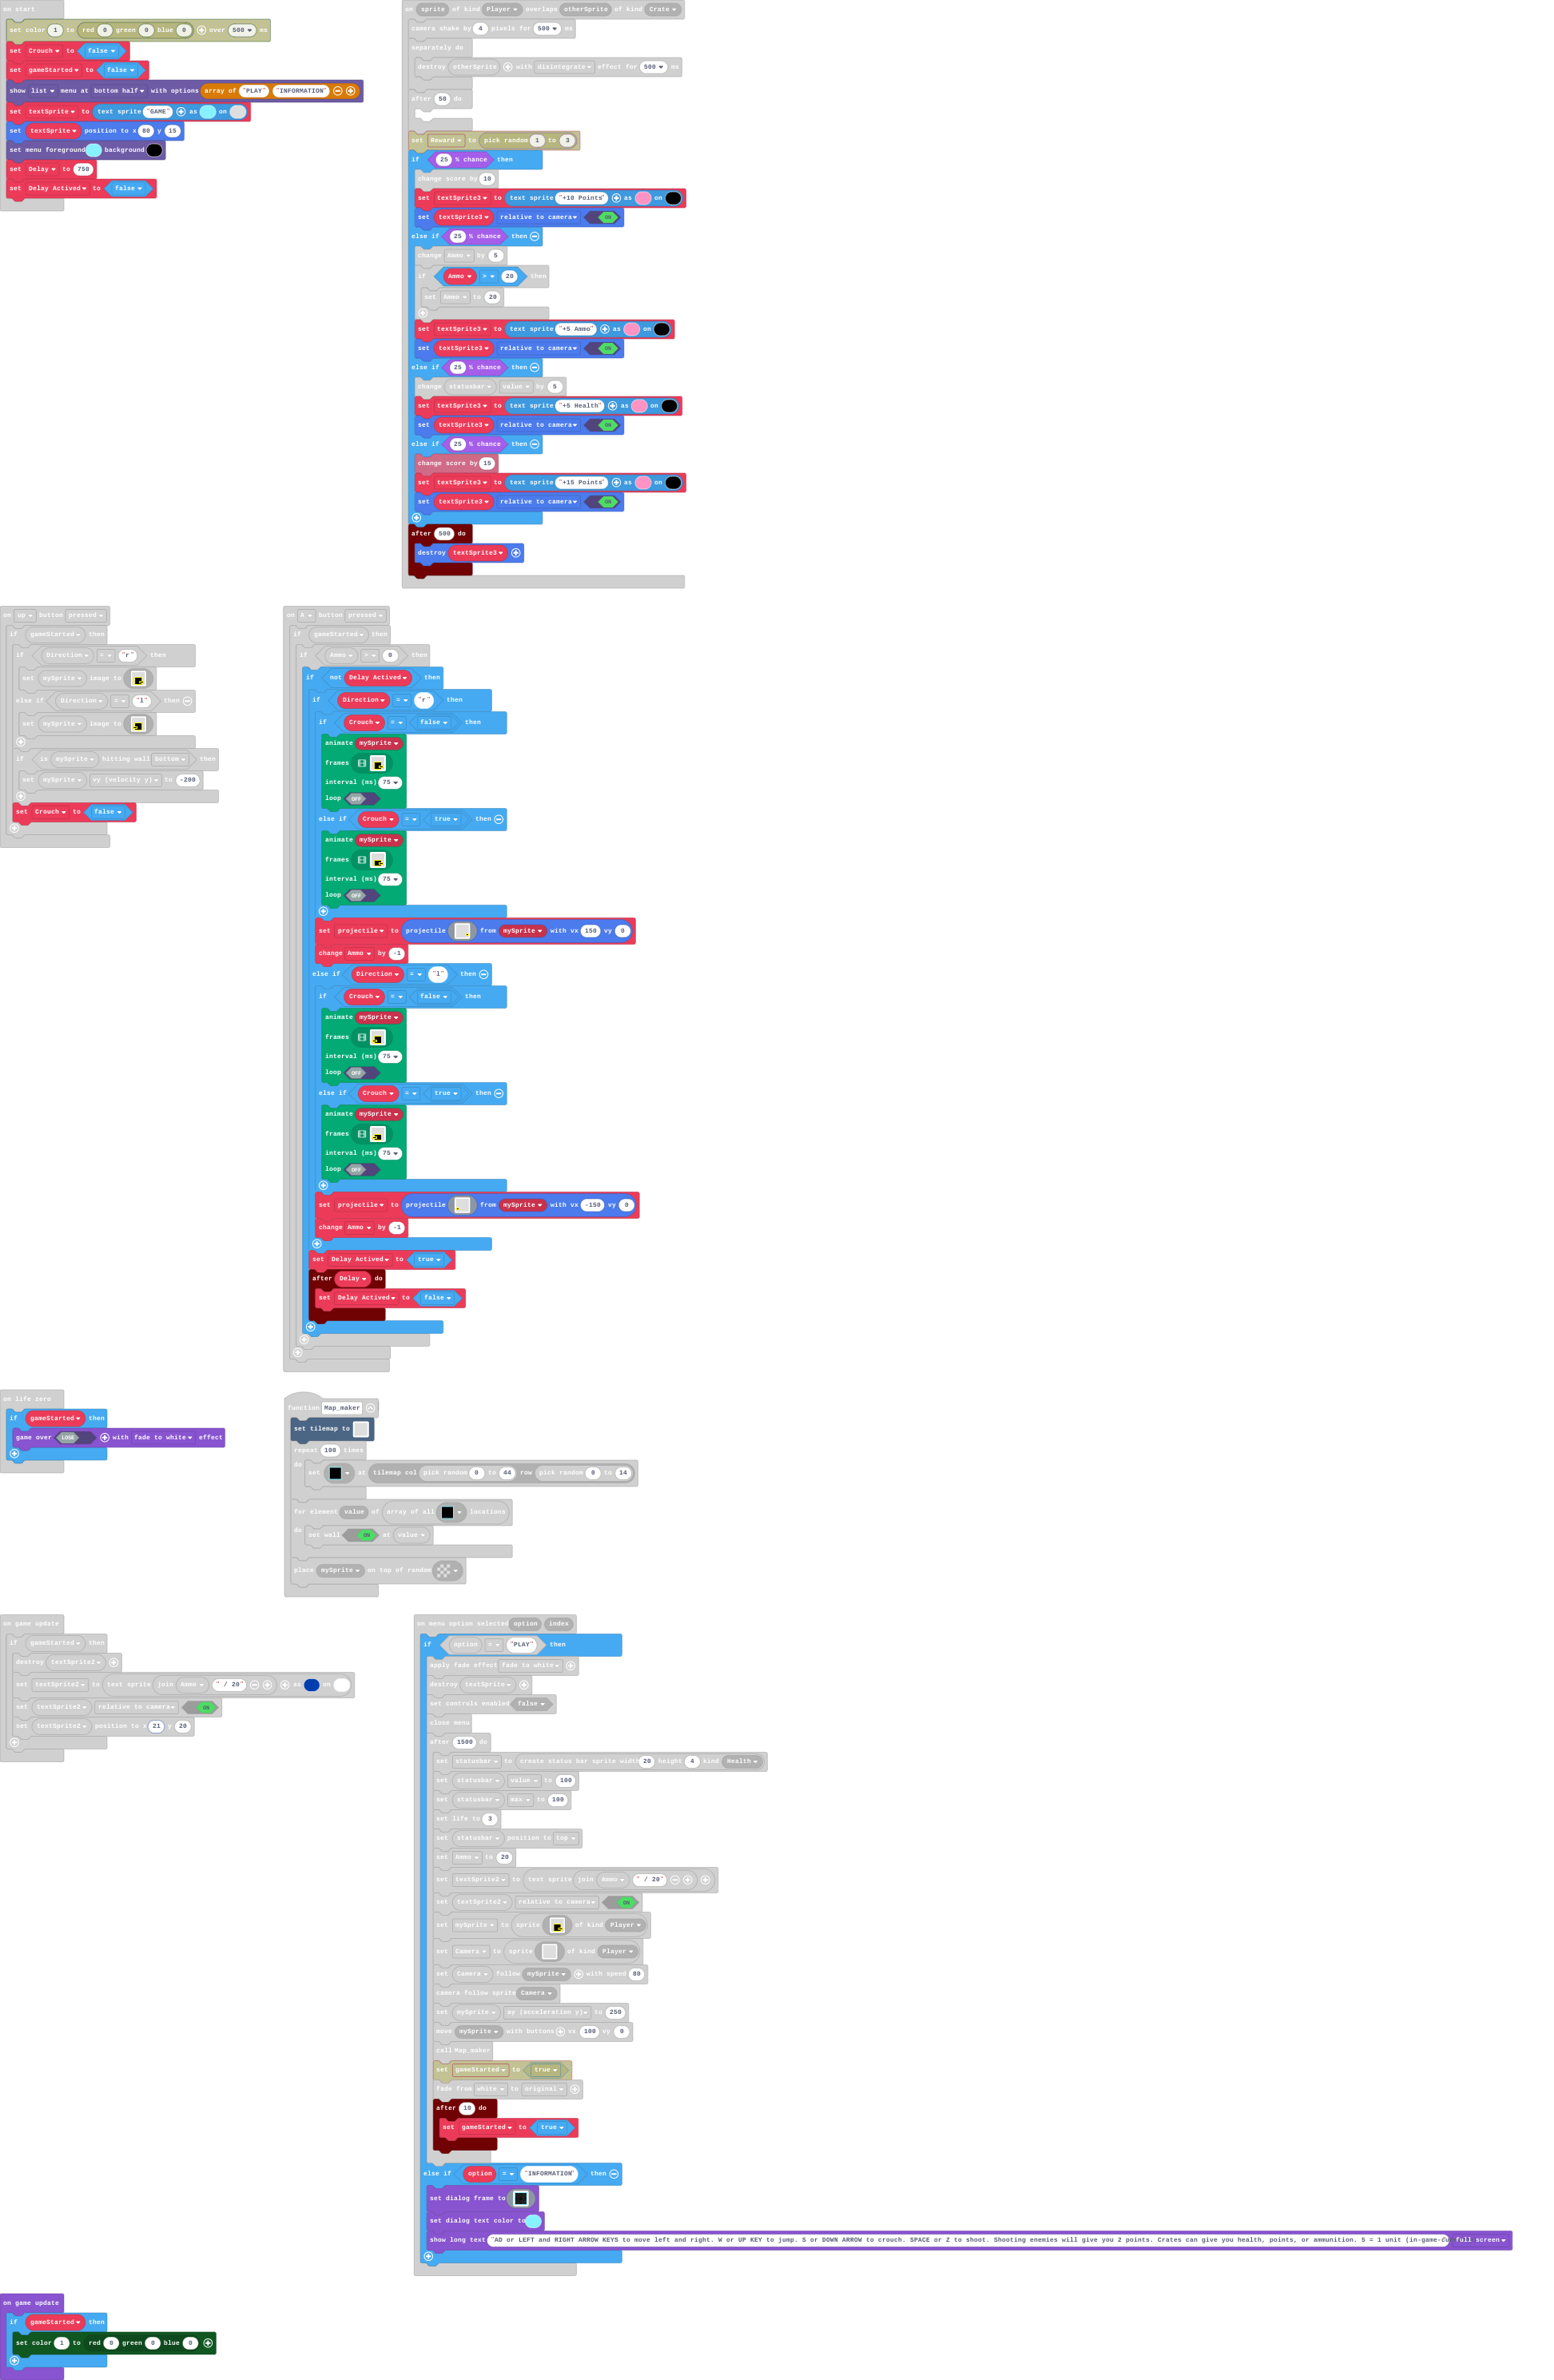 on start
set color 1 to red 0 green 0 blue 0 over 500 ms
set Crouch to false
set gameStarted to false
show list menu at bottom half with options array of "PLAY" "INFORMATION"
set textSprite to text sprite "GAME" as on
set textSprite position to x 80 y 15
set menu foreground background
set Delay to 750
set Delay Actived to false
on sprite of kind Player overlaps otherSprite of kind Crate
camera shake by 4 pixels for 500 ms
separately do
destroy otherSprite with disintegrate effect for 500 ms
after 50 do
set Reward to pick random 1 to 3
if 25 % chance then
change score by 10
set textSprite3 to text sprite "+10 Points" as on
set textSprite3 relative to camera ON
else if 25 % chance then
change Ammo by 5
if Ammo > 20 then
set Ammo to 20
set textSprite3 to text sprite "+5 Ammo" as on
set textSprite3 relative to camera ON
else if 25 % chance then
change statusbar value by 5
set textSprite3 to text sprite "+5 Health" as on
set textSprite3 relative to camera ON
else if 25 % chance then
change score by 15
set textSprite3 to text sprite "+15 Points" as on
set textSprite3 relative to camera ON
after 500 do
destroy textSprite3
on up button pressed
if gameStarted then
if Direction = "r" then
set mySprite image to
else if Direction = "l" then
set mySprite image to
if is mySprite hitting wall bottom then
set mySprite vy (velocity y) to -200
set Crouch to false
on A button pressed
if gameStarted then
if Ammo > 0 then
if not Delay Actived then
if Direction = "r" then
if Crouch = false then
animate mySprite
frames
interval (ms) 75
loop OFF
else if Crouch = true then
animate mySprite
frames
interval (ms) 75
loop OFF
set projectile to projectile from mySprite with vx 150 vy 0
change Ammo by -1
else if Direction = "l" then
if Crouch = false then
animate mySprite
frames
interval (ms) 75
loop OFF
else if Crouch = true then
animate mySprite
frames
interval (ms) 75
loop OFF
set projectile to projectile from mySprite with vx -150 vy 0
change Ammo by -1
set Delay Actived to true
after Delay do
set Delay Actived to false
on life zero
if gameStarted then
game over LOSE with fade to white effect
function Map_maker
set tilemap to
repeat 100 times
do
set at tilemap col pick random 0 to 44 row pick random 0 to 14
for element value of array of all locations
do
set wall ON at value
place mySprite on top of random
on game update
if gameStarted then
destroy textSprite2
set textSprite2 to text sprite join Ammo " / 20" as on
set textSprite2 relative to camera ON
set textSprite2 position to x 21 y 20
on menu option selected option index
if option = "PLAY" then
apply fade effect fade to white
destroy textSprite
set controls enabled false
close menu
after 1500 do
set statusbar to create status bar sprite width 20 height 4 kind Health
set statusbar value to 100
set statusbar max to 100
set life to 3
set statusbar position to top
set Ammo to 20
set textSprite2 to text sprite join Ammo " / 20"
set textSprite2 relative to camera ON
set mySprite to sprite of kind Player
set Camera to sprite of kind Player
set Camera follow mySprite with speed 80
camera follow sprite Camera
set mySprite ay (acceleration y) to 250
move mySprite with buttons vx 100 vy 0
call Map_maker
set gameStarted to true
fade from white to original
after 10 do
set gameStarted to true
else if option = "INFORMATION" then
set dialog frame to
set dialog text color to
show long text "AD or LEFT and RIGHT ARROW KEYS to move left and right. W or UP KEY to jump. S or DOWN ARROW to crouch. SPACE or Z to shoot. Shooting enemies will give you 2 points. Crates can give you health, points, or ammunition. 5 = 1 unit (in-game-cu full screen
on game update
if gameStarted then
set color 1 to red 0 green 0 blue 0